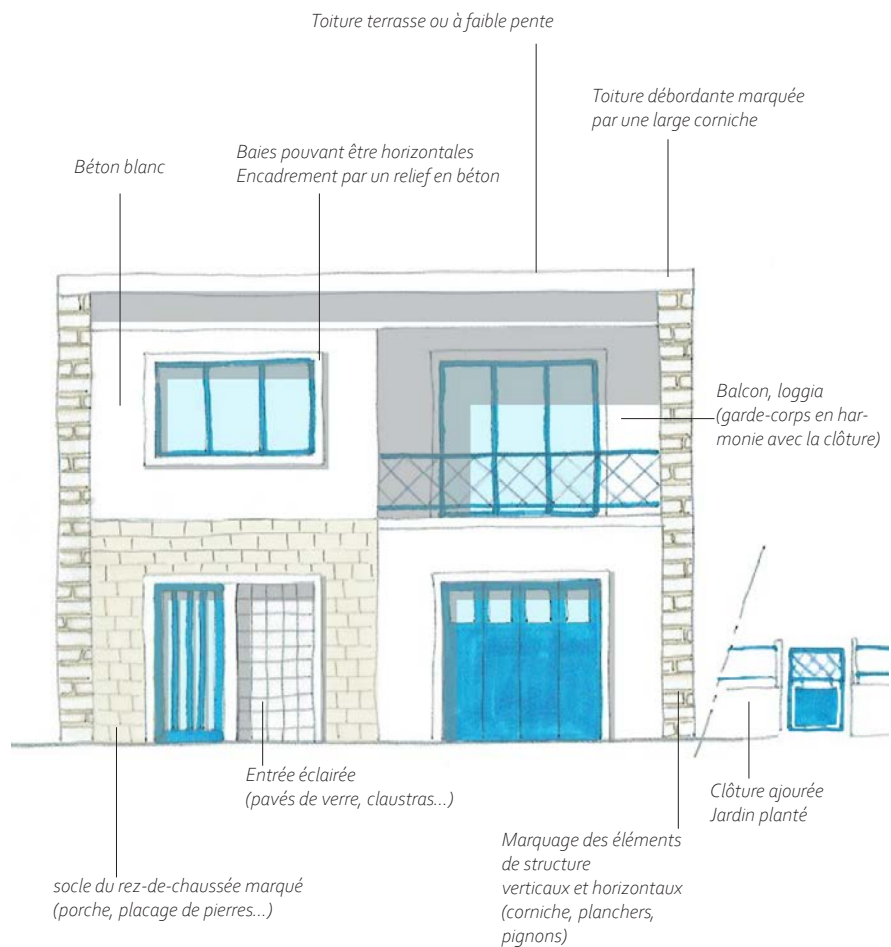 Toiture terrasse ou à faible pente
Toiture débordante marquée
par une large corniche
Béton blanc
Baies pouvant être horizontales
Encadrement par un relief en béton
Balcon, loggia
(garde-corps en har-
monie avec la clôture)
Entrée éclairée
(pavés de verre, claustras...)
Clôture ajourée
Jardin planté
Marquage des éléments
de structure
verticaux et horizontaux
(corniche, planchers,
pignons)
socle du rez-de-chaussée marqué
(porche, placage de pierres...)